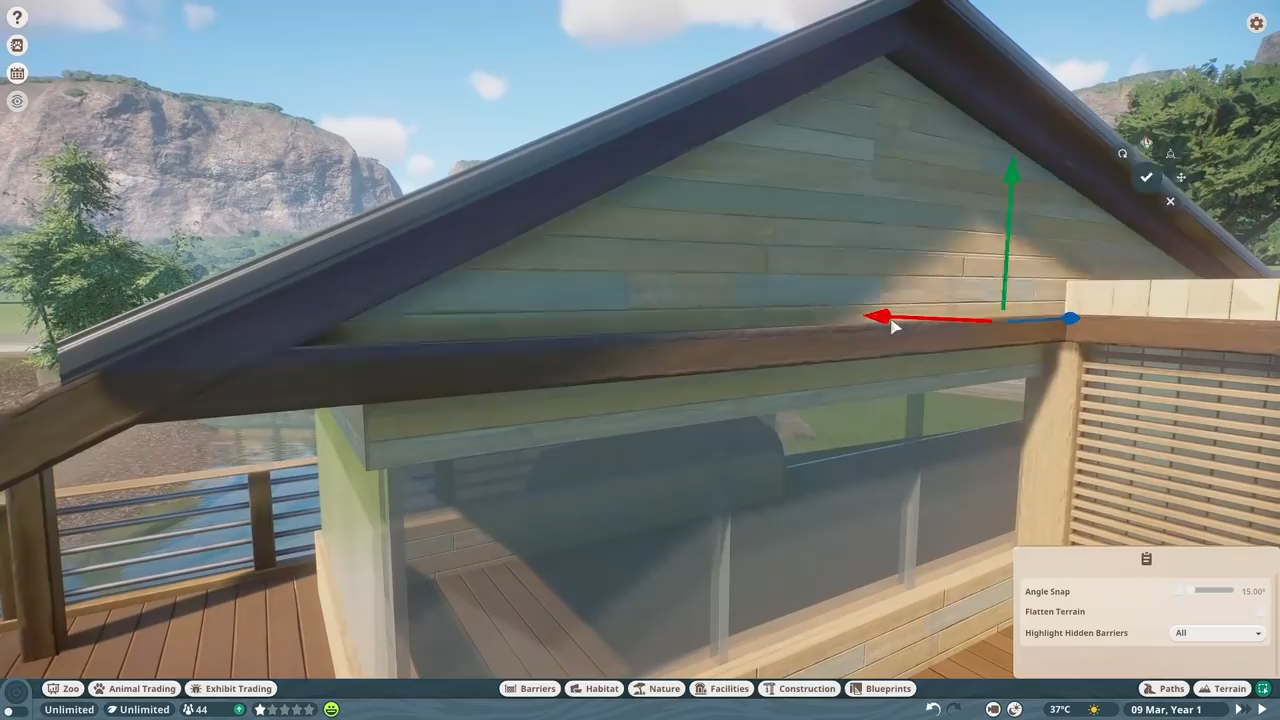 ?
Angle Snap 15.00°
Flatten Terrain
Highlight Hidden Barriers All
Zoo Animal Trading Exhibit Trading Barriers Habitat Nature Facilities Construction Blueprints Paths Terrain
Unlimited Unlimited 44 37°C 09 Mar, Year 1